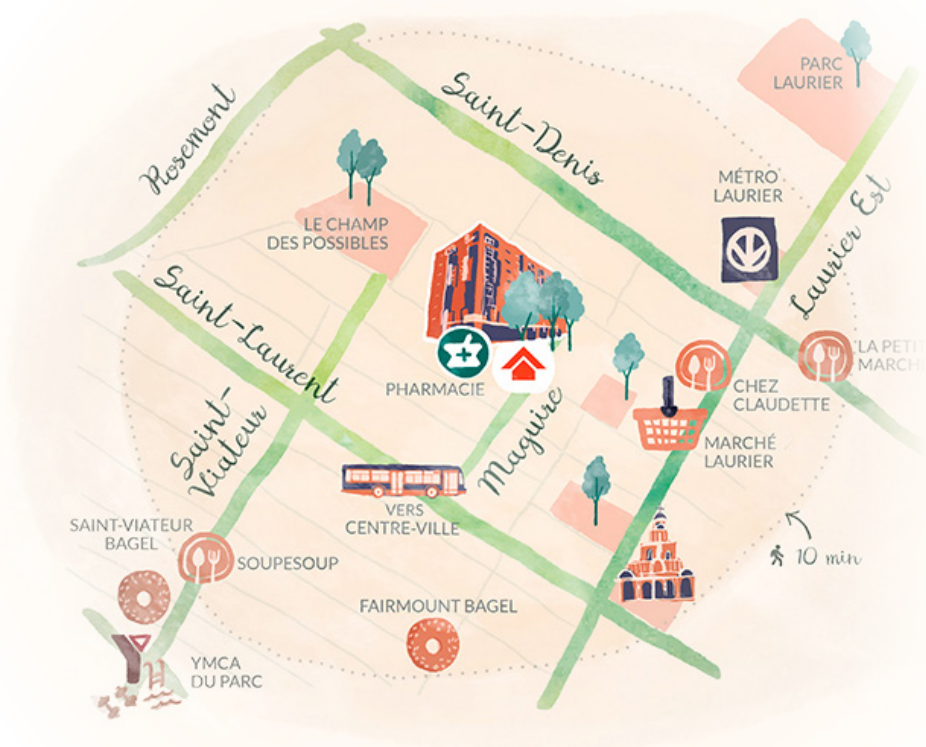 PARC
LAURIER
Saint-Denis
Rosemont
MÉTRO
LAURIER
LE CHAMP
DES POSSIBLES
Laurier Est
Saint-Laurent
LA PETIT
MARCH
PHARMACIE
CHEZ
CLAUDETTE
Maguire
Saint-
Viateur
MARCHÉ
LAURIER
VERS
CENTRE-VILLE
SAINT-VIATEUR
BAGEL
SOUPESOUP
10 min
FAIRMOUNT BAGEL
YMCA
DU PARC